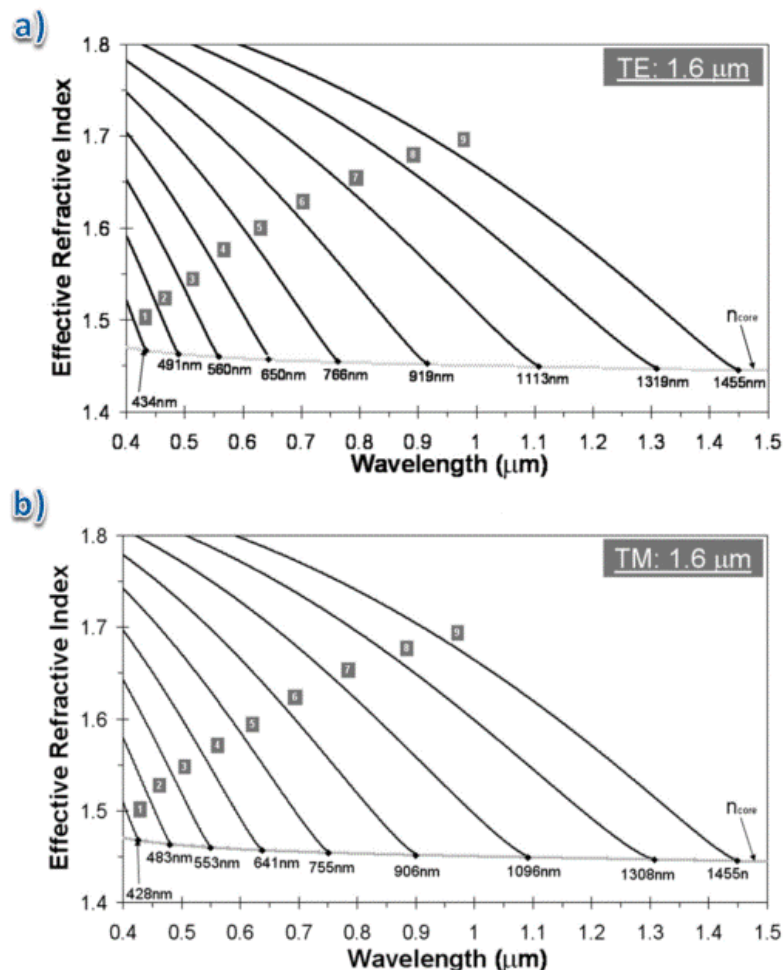 a)
TE: 1.6 μm
Effective Refractive Index
1.8
1.7
1.6
1.5
1.4
9
8
7
6
5
4
3
2
1
n core
434nm
491nm
560nm
650nm
766nm
919nm
1113nm
1319nm
1455nm
0.4 0.5 0.6 0.7 0.8 0.9 1 1.1 1.2 1.3 1.4 1.5
Wavelength (μm)
b)
TM: 1.6 μm
Effective Refractive Index
1.8
1.7
1.6
1.5
1.4
9
8
7
6
5
4
3
2
1
n core
428nm
483nm
553nm
641nm
755nm
906nm
1096nm
1308nm
1455n
0.4 0.5 0.6 0.7 0.8 0.9 1 1.1 1.2 1.3 1.4 1.5
Wavelength (μm)